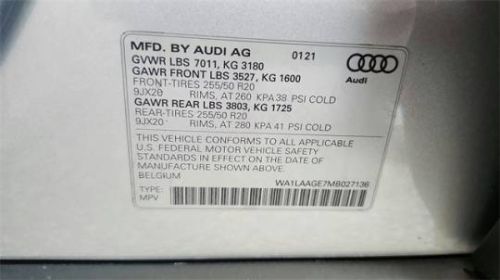 MFD. BY AUDI AG 0121
GVWR LBS 7011, KG 3180
GAWR FRONT LBS 3527, KG 1600
FRONT-TIRES 255/50 R20
9JX20 RIMS, AT 260 KPA 38 PSI COLD
GAWR REAR LBS 3803, KG 1725
REAR-TIRES 255/50 R20
9JX20 RIMS, AT 280 KPA 41 PSI COLD
THIS VEHICLE CONFORMS TO ALL APPLICABLE
U.S. FEDERAL MOTOR VEHICLE SAFETY
STANDARDS IN EFFECT ON THE DATE OF
MANUFACTURE SHOWN ABOVE.
BELGIUM
TYPE: WA1LAAGE7MB027136
MPV
Audi